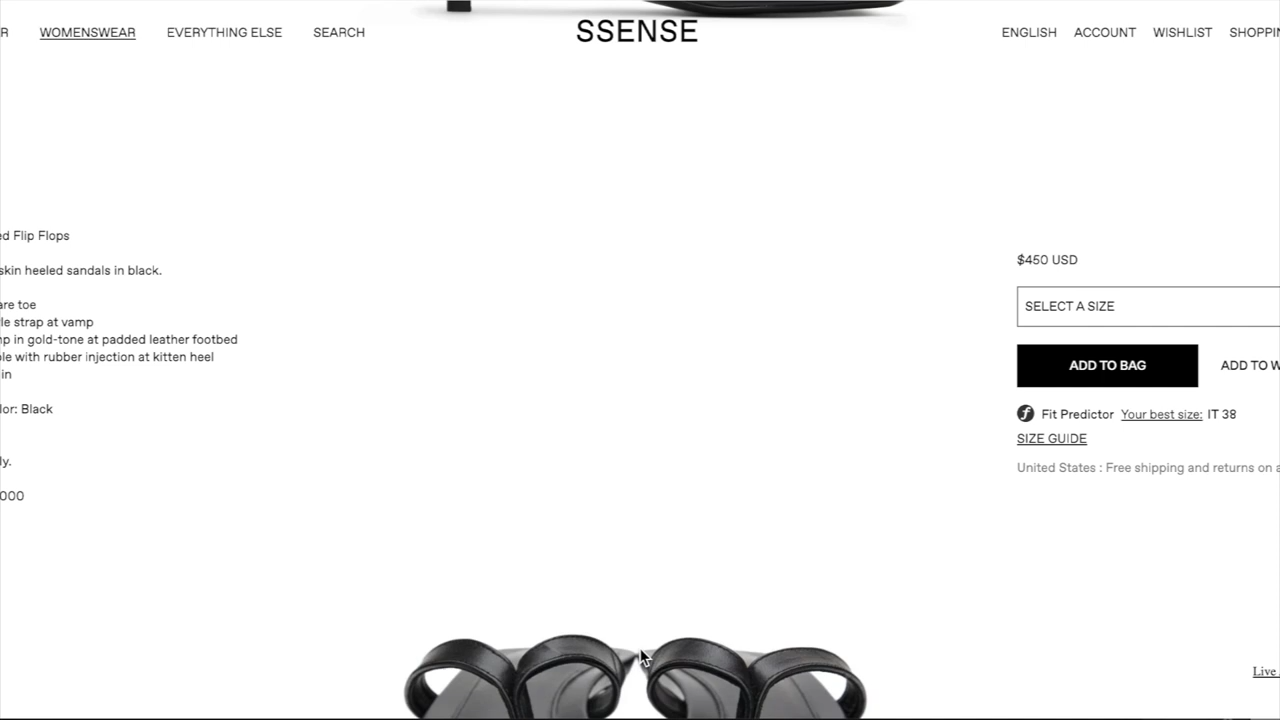 R WOMENSWEAR EVERYTHING ELSE SEARCH SSENSE ENGLISH ACCOUNT WISHLIST SHOPPIN
ed Flip Flops
skin heeled sandals in black.
are toe
le strap at vamp
mp in gold-tone at padded leather footbed
ole with rubber injection at kitten heel
in
lor: Black
ly.
000
$450 USD
SELECT A SIZE
ADD TO BAG ADD TO W
Fit Predictor Your best size: IT 38
SIZE GUIDE
United States : Free shipping and returns on a
Live